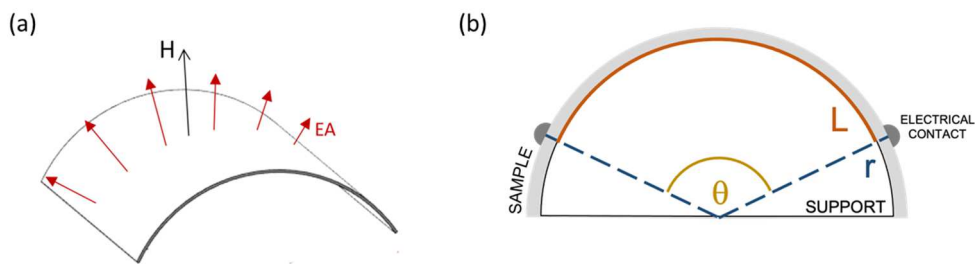 (a)
H
EA
(b)
L
ELECTRICAL
CONTACT
r
θ
SAMPLE
SUPPORT